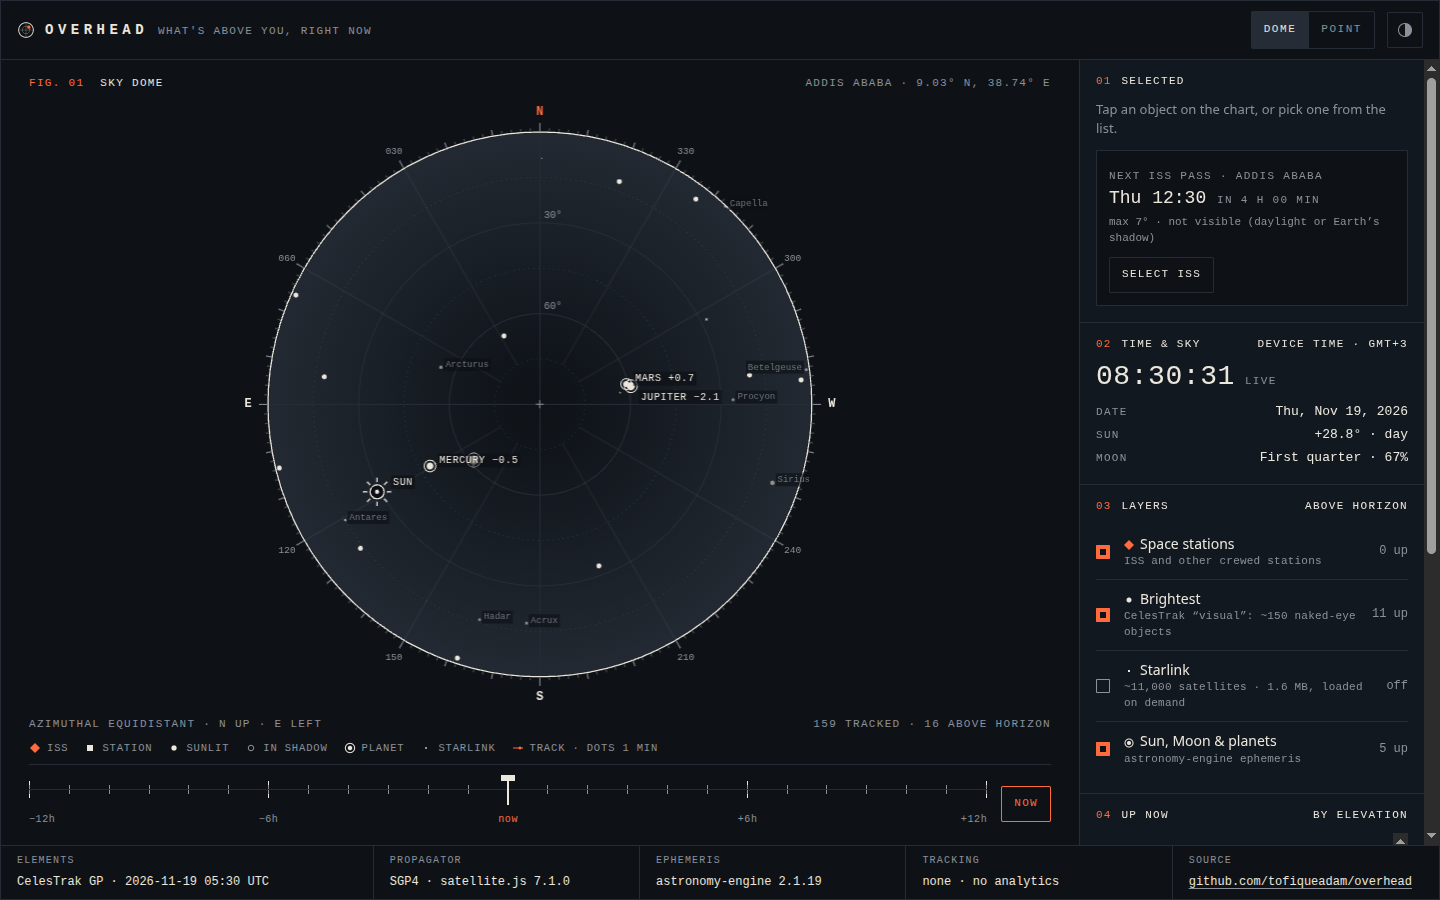 OVERHEAD WHAT'S ABOVE YOU, RIGHT NOW
DOME POINT
FIG. 01 SKY DOME
ADDIS ABABA · 9.03° N, 38.74° E
N
030
330
Capella
30°
060
300
60°
Arcturus
Betelgeuse
MARS +0.7
JUPITER −2.1
Procyon
E
W
MERCURY −0.5
SUN
Sirius
Antares
120
240
Hadar
Acrux
150
210
S
AZIMUTHAL EQUIDISTANT · N UP · E LEFT
159 TRACKED · 16 ABOVE HORIZON
ISS STATION SUNLIT IN SHADOW PLANET STARLINK TRACK · DOTS 1 MIN
−12h −6h now +6h +12h
NOW
01 SELECTED
Tap an object on the chart, or pick one from the
list.
NEXT ISS PASS · ADDIS ABABA
Thu 12:30 IN 4 H 00 MIN
max 7° · not visible (daylight or Earth’s
shadow)
SELECT ISS
02 TIME & SKY DEVICE TIME · GMT+3
08:30:31 LIVE
DATE Thu, Nov 19, 2026
SUN +28.8° · day
MOON First quarter · 67%
03 LAYERS ABOVE HORIZON
Space stations 0 up
ISS and other crewed stations
Brightest 11 up
CelesTrak “visual”: ~150 naked-eye
objects
Starlink off
~11,000 satellites · 1.6 MB, loaded
on demand
Sun, Moon & planets 5 up
astronomy-engine ephemeris
04 UP NOW BY ELEVATION
ELEMENTS
CelesTrak GP · 2026-11-19 05:30 UTC
PROPAGATOR
SGP4 · satellite.js 7.1.0
EPHEMERIS
astronomy-engine 2.1.19
TRACKING
none · no analytics
SOURCE
github.com/tofiqueadam/overhead